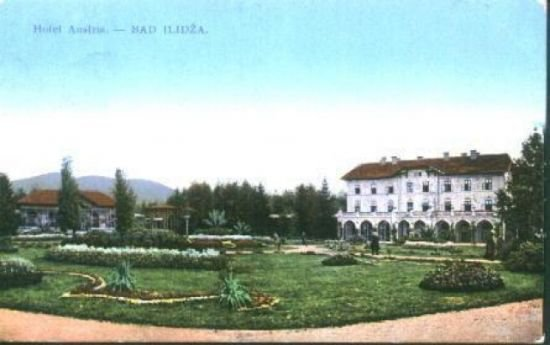 Hotel Austria. — BAD ILIDŽA.